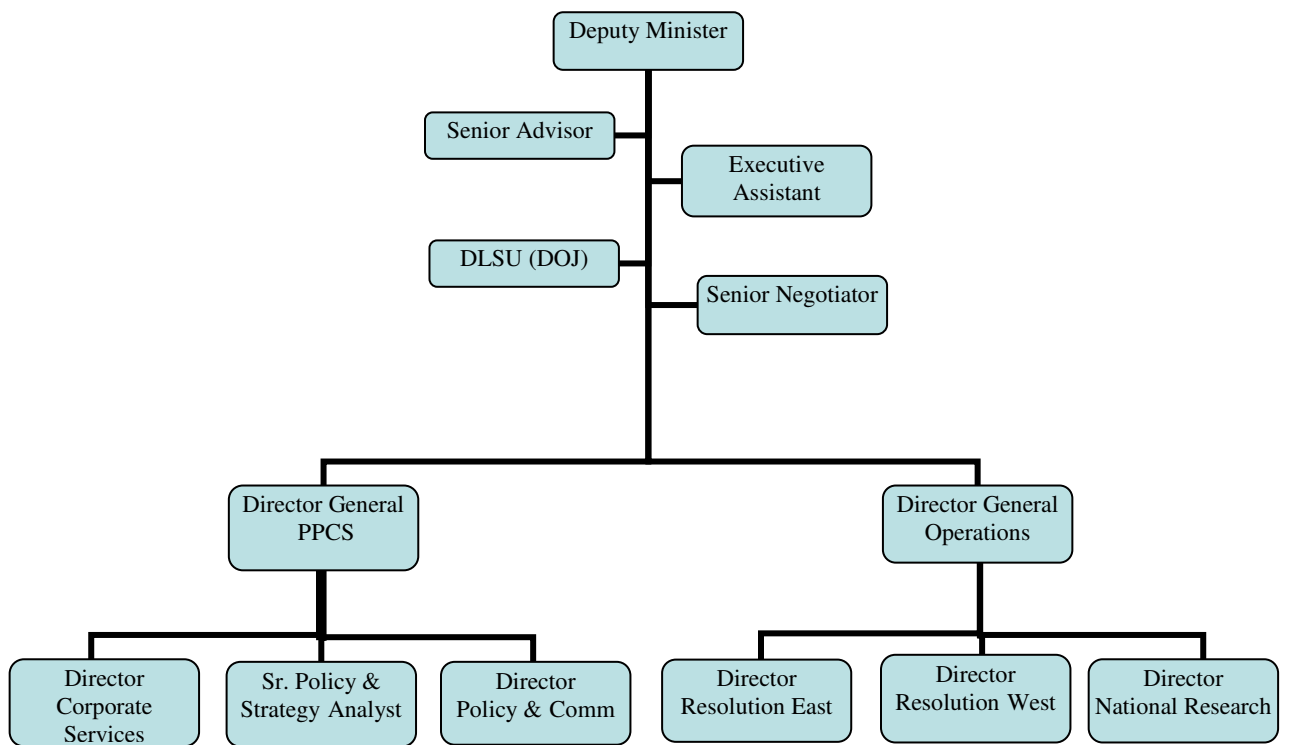 Deputy Minister
Senior Advisor
Executive
Assistant
DLSU (DOJ)
Senior Negotiator
Director General
PPCS
Director General
Operations
Director
Corporate
Services
Sr. Policy &
Strategy Analyst
Director
Policy & Comm
Director
Resolution East
Director
Resolution West
Director
National Research